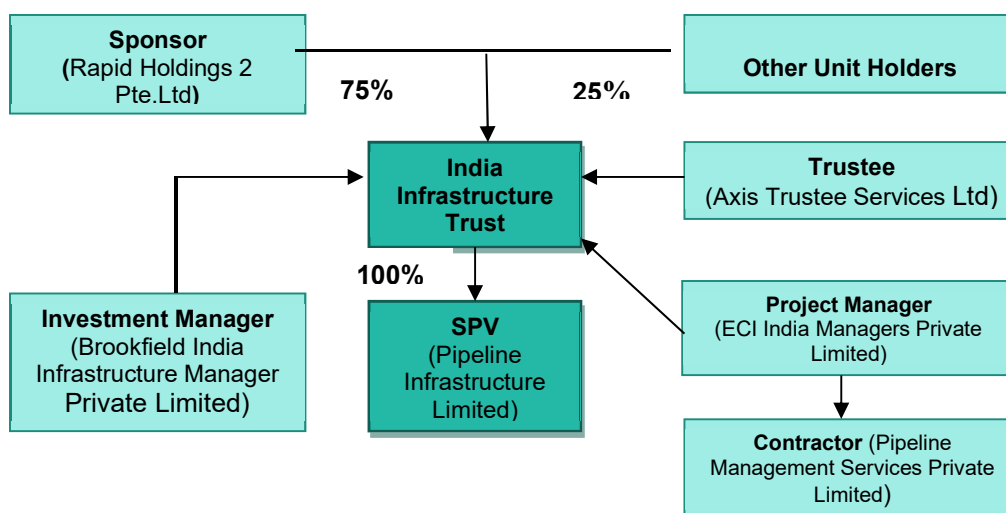 Sponsor
(Rapid Holdings 2
Pte.Ltd)
75%
25%
Other Unit Holders
India
Infrastructure
Trust
Trustee
(Axis Trustee Services Ltd)
100%
Investment Manager
(Brookfield India
Infrastructure Manager
Private Limited)
SPV
(Pipeline
Infrastructure
Limited)
Project Manager
(ECI India Managers Private
Limited)
Contractor (Pipeline
Management Services Private
Limited)